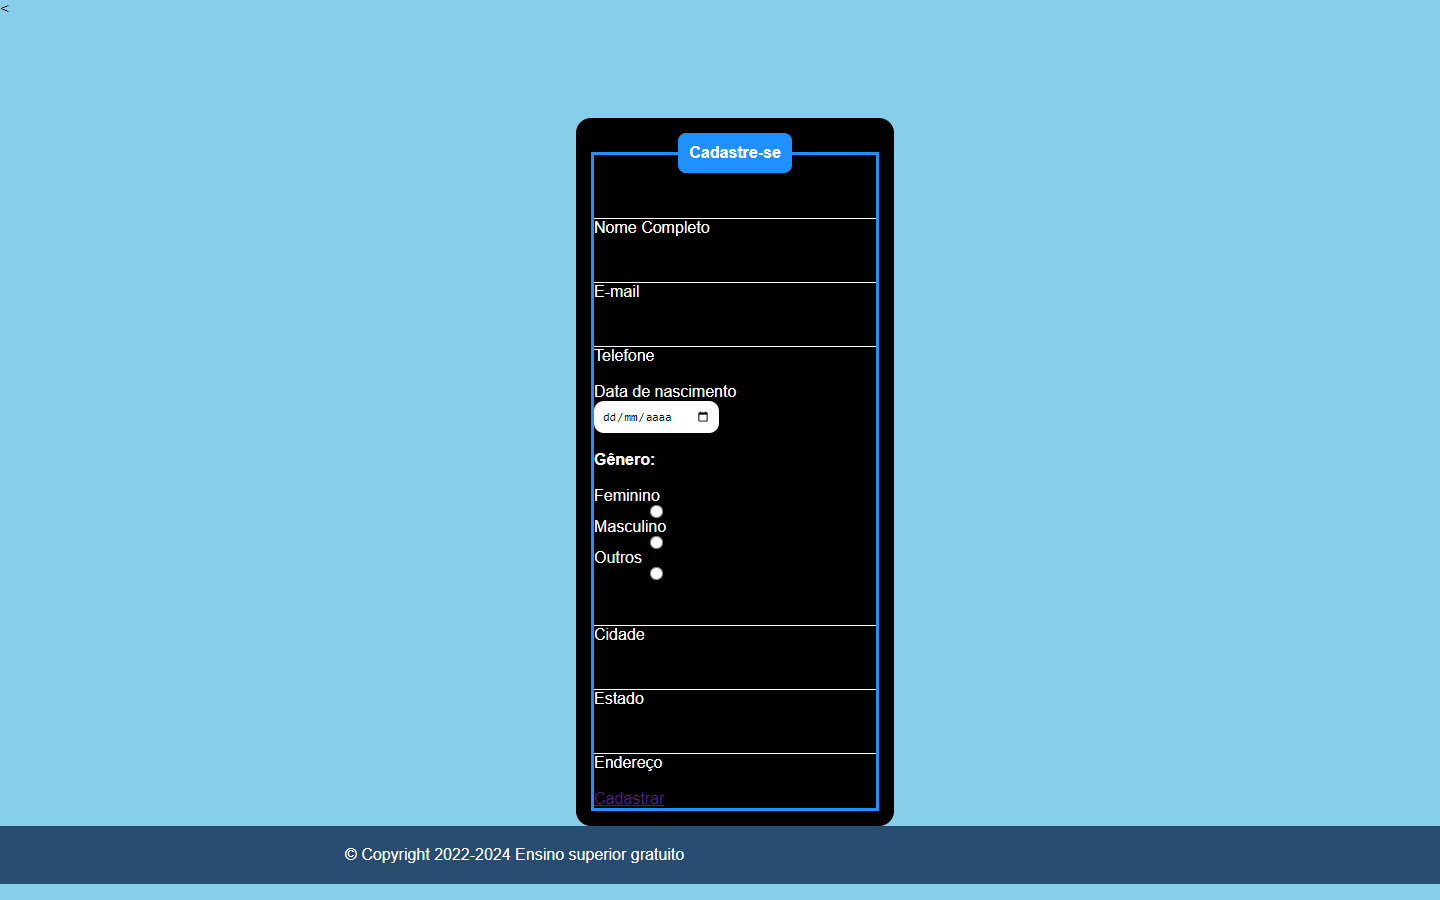 <
Cadastre-se
Nome Completo
E-mail
Telefone
Data de nascimento
dd/mm/aaaa
Gênero:
Feminino
Masculino
Outros
Cidade
Estado
Endereço
Cadastrar
© Copyright 2022-2024 Ensino superior gratuito